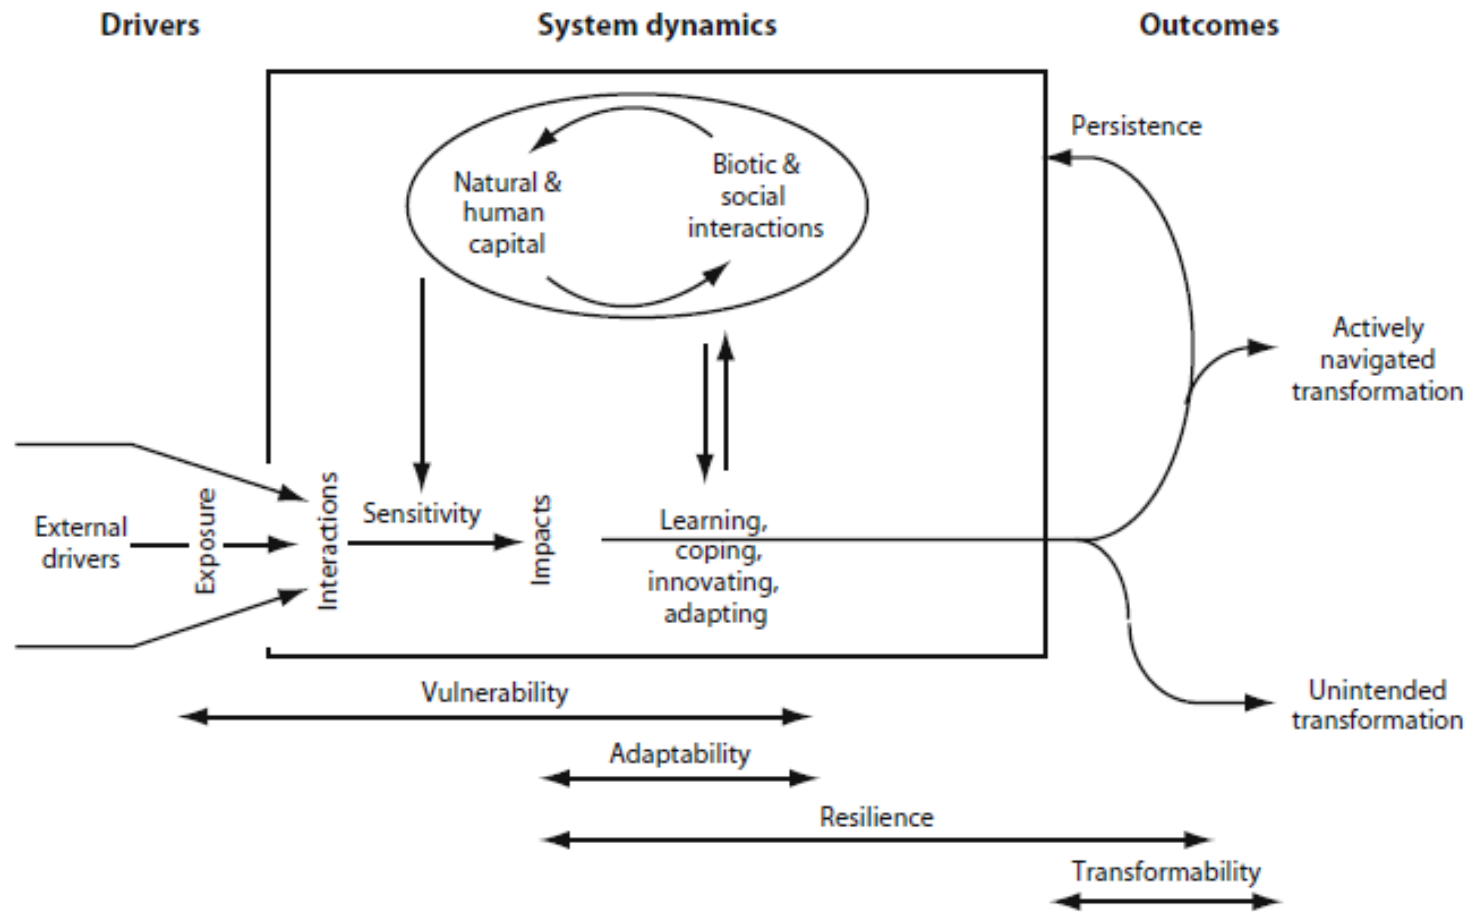 Drivers
System dynamics
Outcomes
Persistence
Natural &
human
capital
Biotic &
social
interactions
Actively
navigated
transformation
External
drivers
Exposure
Interactions
Sensitivity
Impacts
Learning,
coping,
innovating,
adapting
Unintended
transformation
Vulnerability
Adaptability
Resilience
Transformability